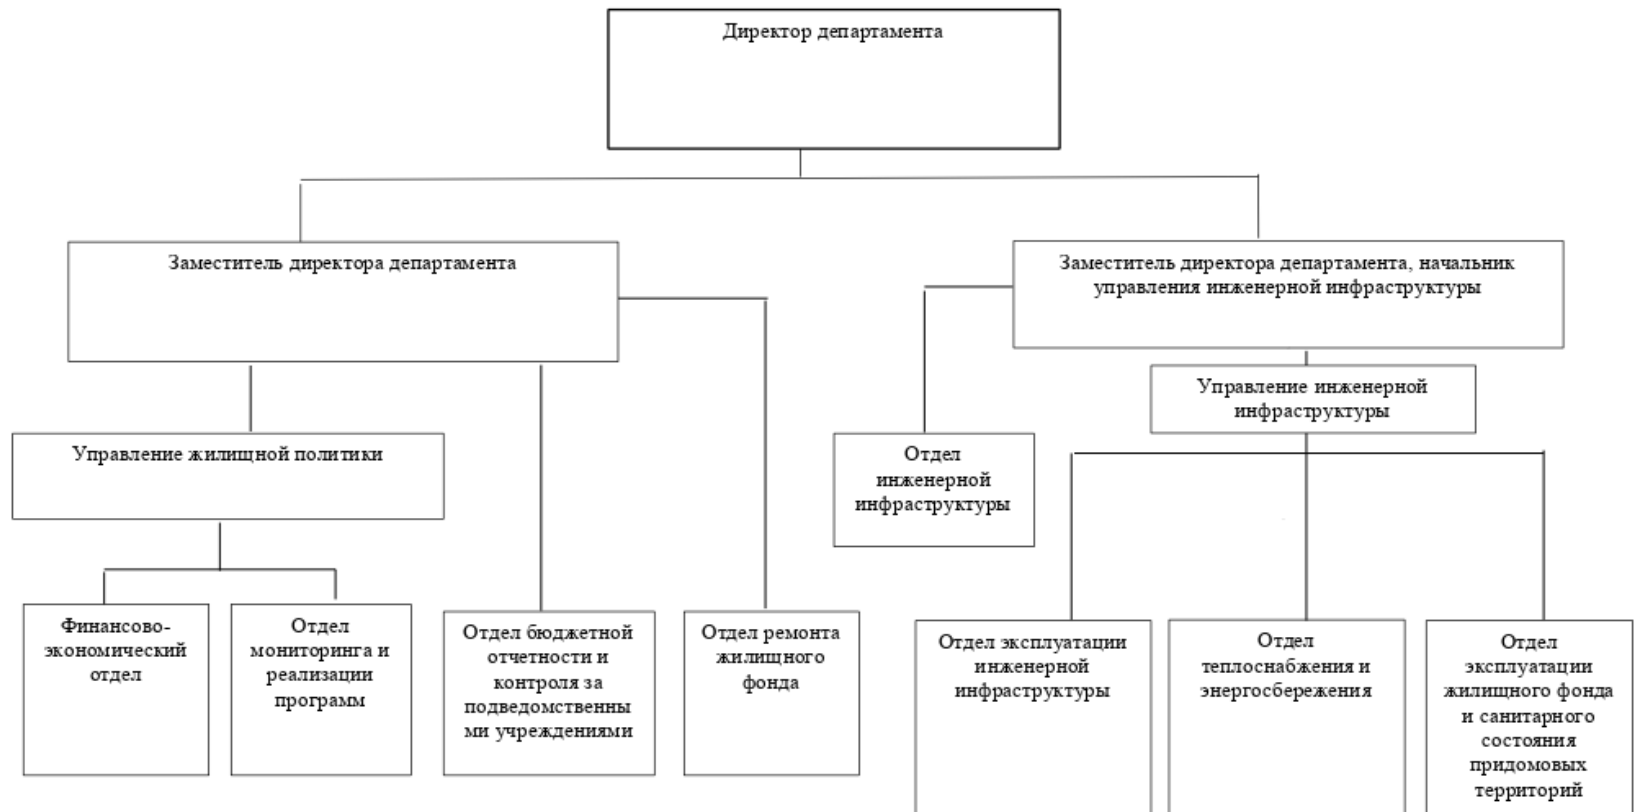 Директор департамента
Заместитель директора департамента
Заместитель директора департамента, начальник
управления инженерной инфраструктуры
Управление инженерной
инфраструктуры
Управление жилищной политики
Отдел
инженерной
инфраструктуры
Финансово-
экономический
отдел
Отдел
мониторинга и
реализации
программ
Отдел бюджетной
отчетности и
контроля за
подведомственны
ми учреждениями
Отдел ремонта
жилищного
фонда
Отдел эксплуатации
инженерной
инфраструктуры
Отдел
теплоснабжения и
энергосбережения
Отдел
эксплуатации
жилищного фонда
и санитарного
состояния
придомовых
территорий